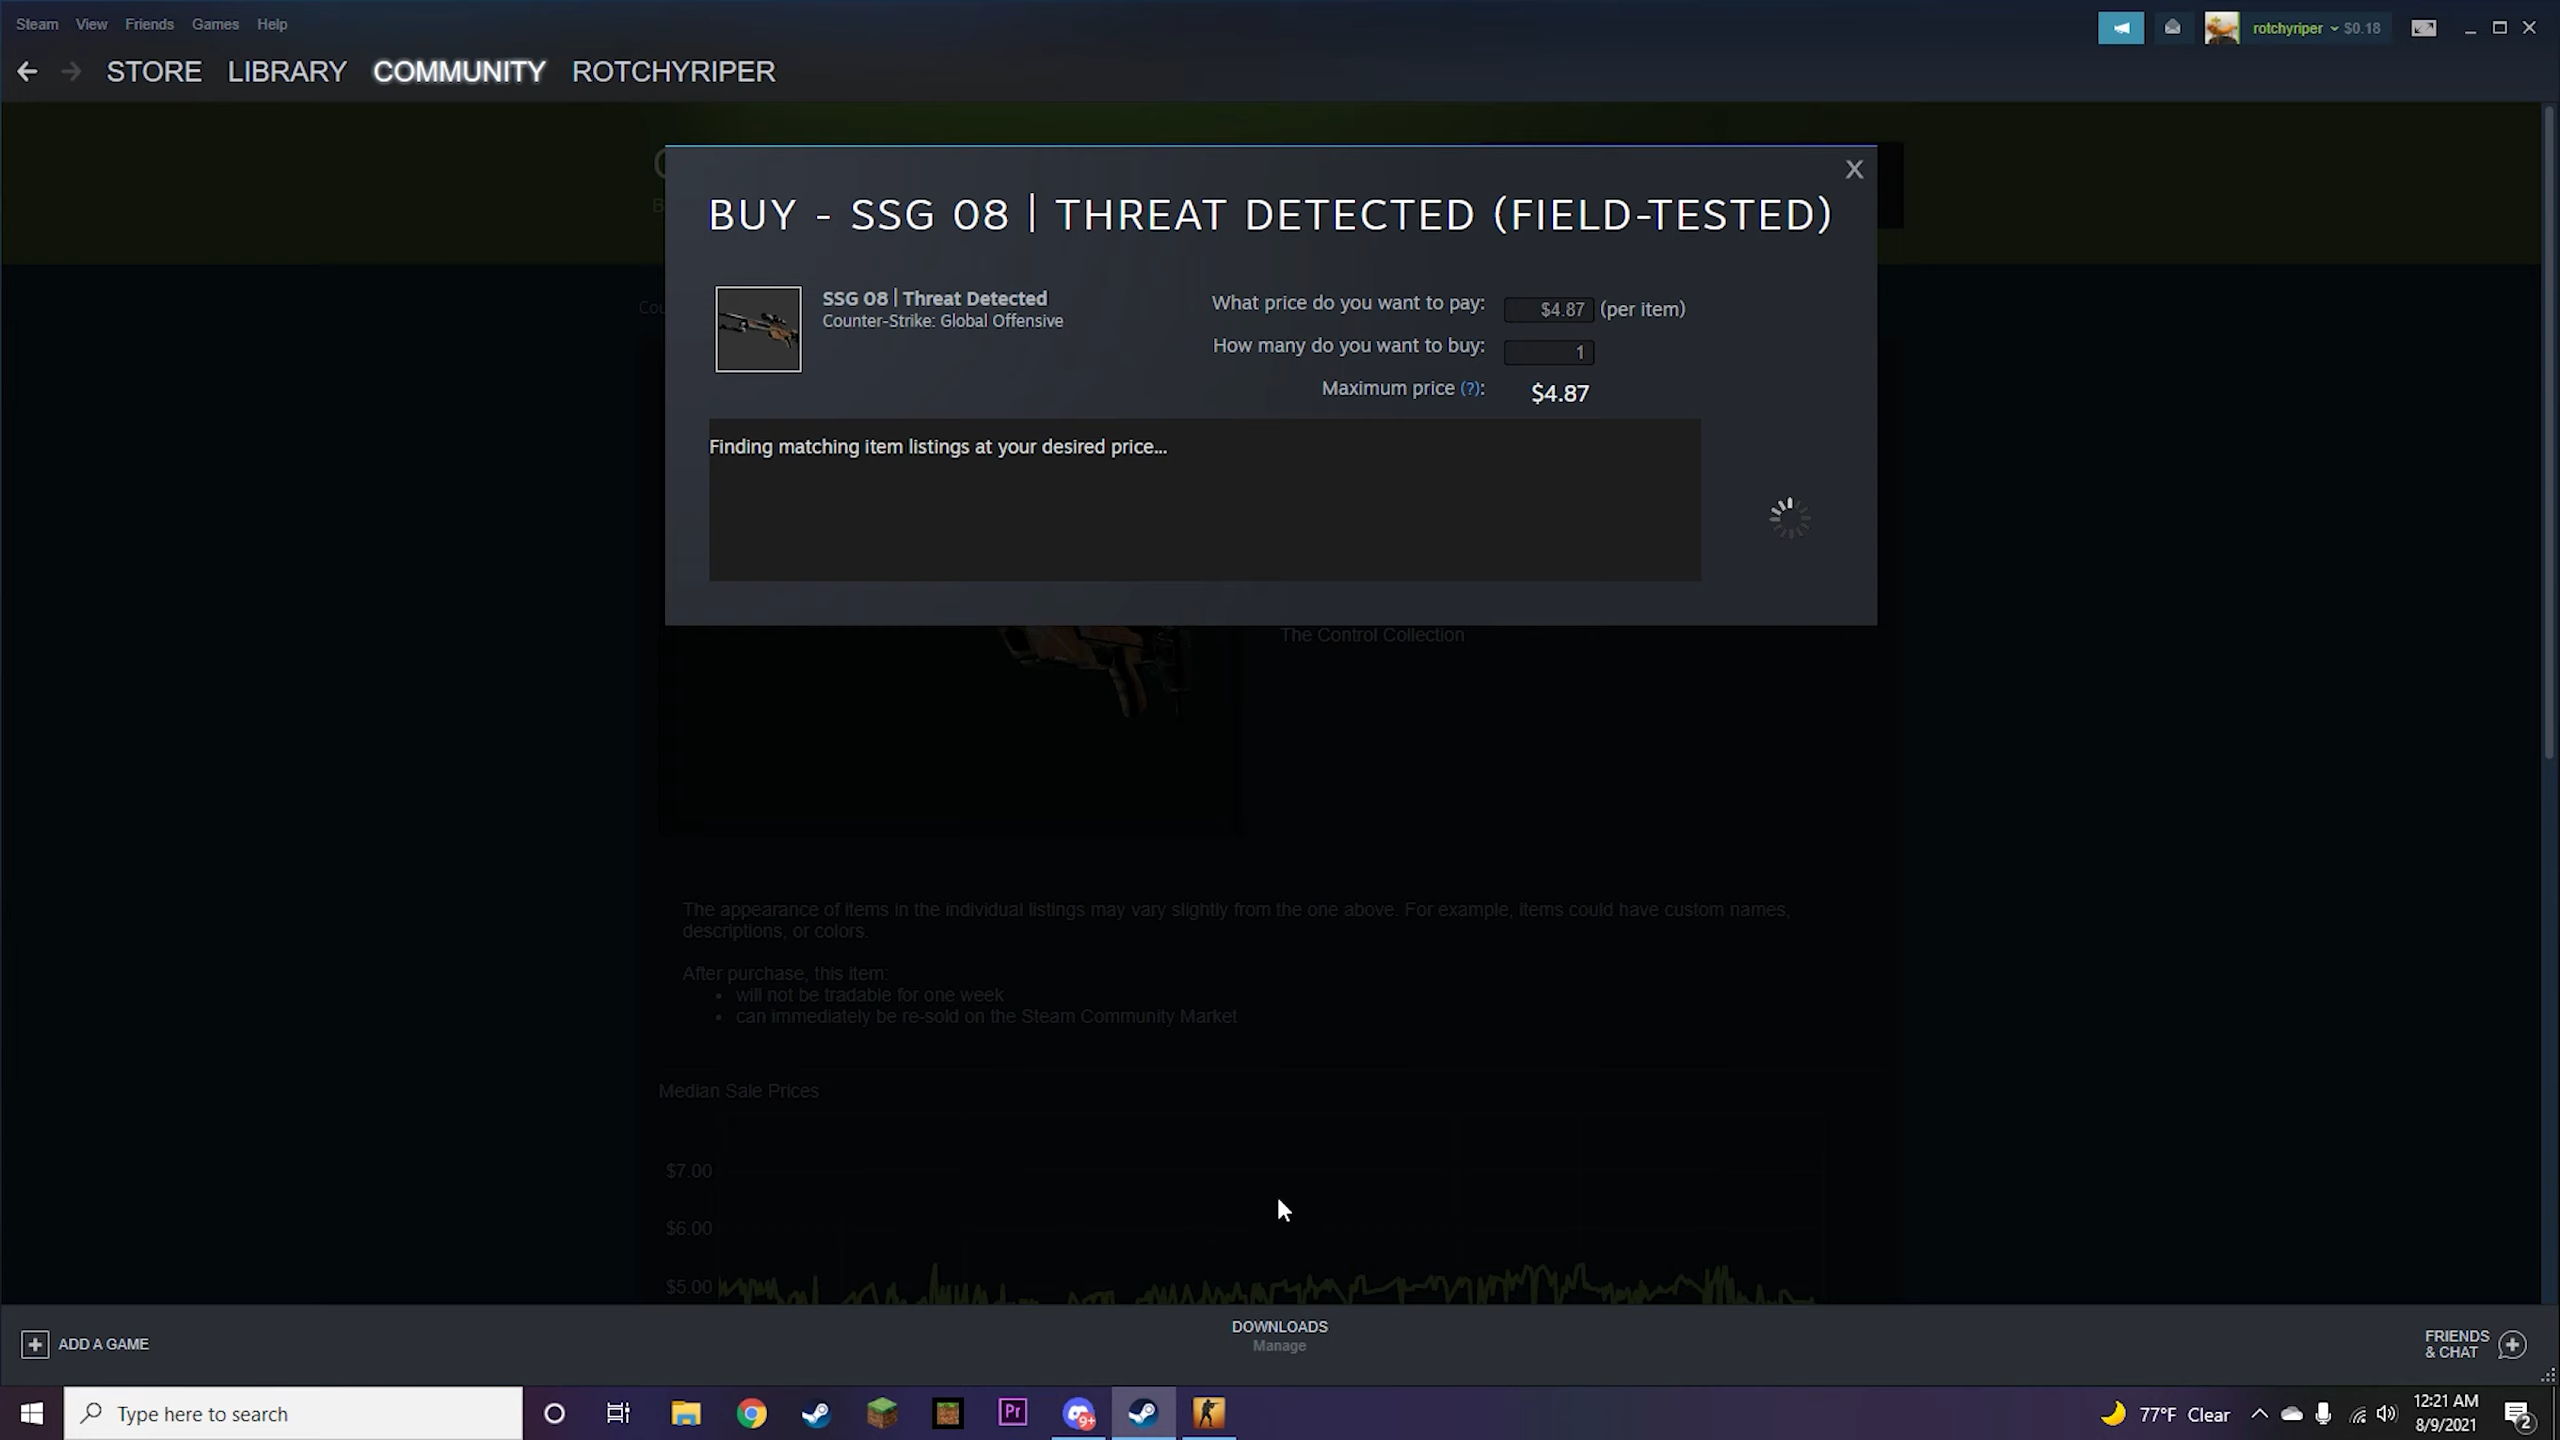 Steam View Friends Games Help
rotchyriper $0.18
STORE LIBRARY COMMUNITY ROTCHYRIPER
X
BUY - SSG 08 | THREAT DETECTED (FIELD-TESTED)
SSG 08 | Threat Detected
Counter-Strike: Global Offensive
What price do you want to pay: $4.87 (per item)
How many do you want to buy: 1
Maximum price (?): $4.87
Finding matching item listings at your desired price...
The Control Collection
The appearance of items in the individual listings may vary slightly from the one above. For example, items could have custom names,
descriptions, or colors.
After purchase, this item:
• will not be tradable for one week
• can immediately be re-sold on the Steam Community Market
Median Sale Prices
$7.00
$6.00
$5.00
ADD A GAME
DOWNLOADS
Manage
FRIENDS
& CHAT
Type here to search
Pr
9+
77°F Clear
12:21 AM
8/9/2021
2